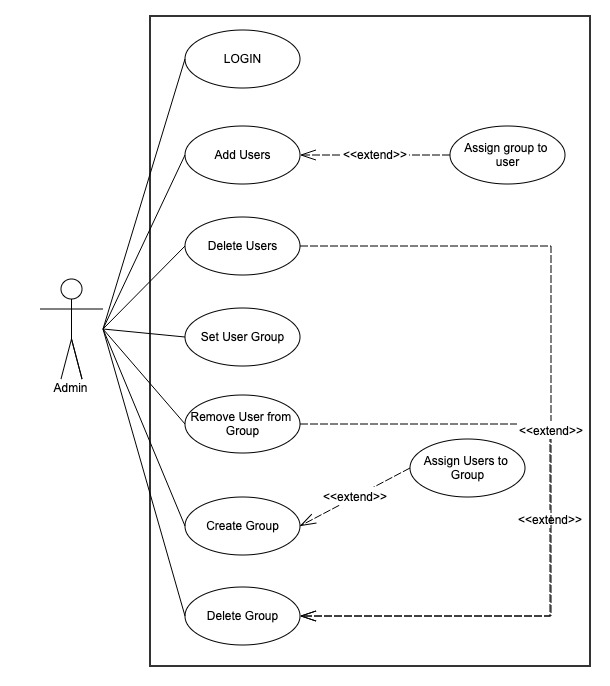 LOGIN
Add Users
<<extend>>
Assign group to
user
Delete Users
Set User Group
Admin
Remove User from
Group
<<extend>>
Assign Users to
Group
<<extend>>
Create Group
<<extend>>
Delete Group